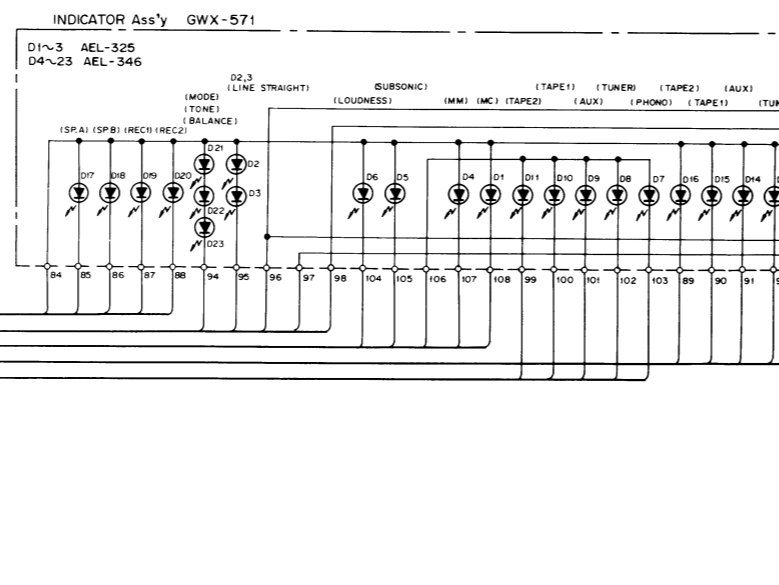 INDICATOR Ass'y GWX-571
D1~3 AEL-325
D4~23 AEL-346
D2,3
(LINE STRAIGHT)
(MODE)
(TONE)
(BALANCE)
(SUBSONIC) (TAPE1) (TUNER) (TAPE2) (AUX)
(LOUDNESS) (MM) (MC) (TAPE2) (AUX) (PHONO) (TAPE1)
(SP.A) (SP.B) (REC1) (REC2)
D21
D2
D17 D18 D19 D20 D6 D5 D4 D1 D11 D10 D9 D8 D7 D16 D15 D14
D3
D22
D23
84 85 86 87 88 94 95 96 97 98 104 105 106 107 108 99 100 101 102 103 89 90 91